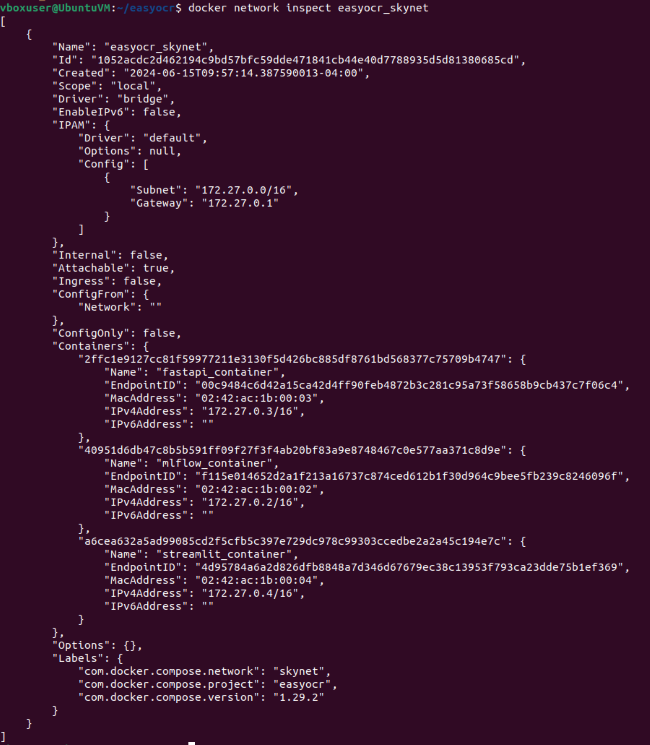 vboxuser@UbuntuVM:~/easyocr$ docker network inspect easyocr_skynet
[
    {
        "Name": "easyocr_skynet",
        "Id": "1052acdc2d462194c9bd57bfc59dde471841cb44e40d7788935d5d81380685cd",
        "Created": "2024-06-15T09:57:14.387590013-04:00",
        "Scope": "local",
        "Driver": "bridge",
        "EnableIPv6": false,
        "IPAM": {
            "Driver": "default",
            "Options": null,
            "Config": [
                {
                    "Subnet": "172.27.0.0/16",
                    "Gateway": "172.27.0.1"
                }
            ]
        },
        "Internal": false,
        "Attachable": true,
        "Ingress": false,
        "ConfigFrom": {
            "Network": ""
        },
        "ConfigOnly": false,
        "Containers": {
            "2ffc1e9127cc81f59977211e3130f5d426bc885df8761bd568377c75709b4747": {
                "Name": "fastapi_container",
                "EndpointID": "00c9484c6d42a15ca42d4ff90feb4872b3c281c95a73f58658b9cb437c7f06c4",
                "MacAddress": "02:42:ac:1b:00:03",
                "IPv4Address": "172.27.0.3/16",
                "IPv6Address": ""
            },
            "40951d6db47c8b5b591ff09f27f3f4ab20bf83a9e8748467c0e577aa371c8d9e": {
                "Name": "mlflow_container",
                "EndpointID": "f115e014652d2a1f213a16737c874ced612b1f30d964c9bee5fb239c8246096f",
                "MacAddress": "02:42:ac:1b:00:02",
                "IPv4Address": "172.27.0.2/16",
                "IPv6Address": ""
            },
            "a6cea632a5ad99085cd2f5cfb5c397e729dc978c99303ccedbe2a2a45c194e7c": {
                "Name": "streamlit_container",
                "EndpointID": "4d95784a6a2d826dfb8848a7d346d67679ec38c13953f793ca23dde75b1ef369",
                "MacAddress": "02:42:ac:1b:00:04",
                "IPv4Address": "172.27.0.4/16",
                "IPv6Address": ""
            }
        },
        "Options": {},
        "Labels": {
            "com.docker.compose.network": "skynet",
            "com.docker.compose.project": "easyocr",
            "com.docker.compose.version": "1.29.2"
        }
    }
]